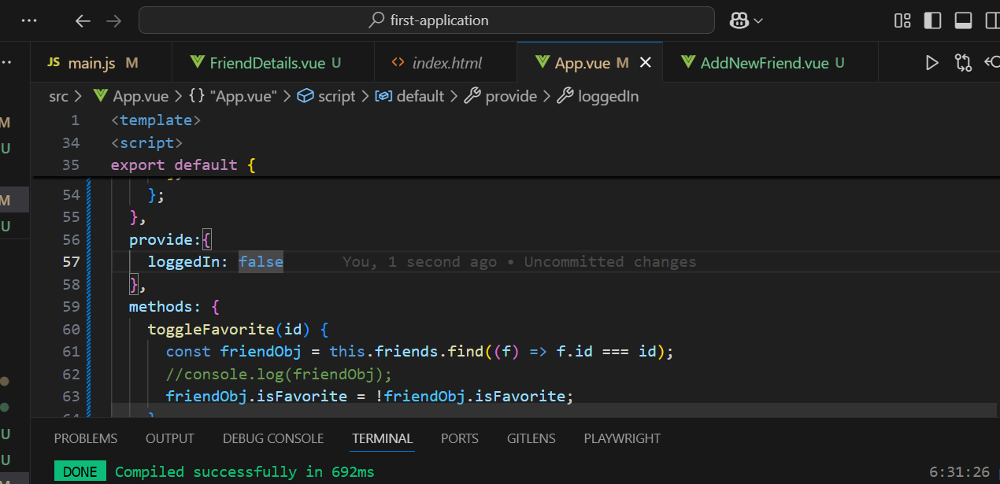 first-application
JS main.js M
FriendDetails.vue U
<> index.html
App.vue M
AddNewFriend.vue U
src > App.vue > {} "App.vue" > script > default > provide > loggedIn
M
U
M
U
U
U
1 <template>
34 <script>
35 export default {
54 };
55 },
56 provide:{
57 loggedIn: false You, 1 second ago • Uncommitted changes
58 },
59 methods: {
60 toggleFavorite(id) {
61 const friendObj = this.friends.find((f) => f.id === id);
62 //console.log(friendObj);
63 friendObj.isFavorite = !friendObj.isFavorite;
PROBLEMS OUTPUT DEBUG CONSOLE TERMINAL PORTS GITLENS PLAYWRIGHT
DONE Compiled successfully in 692ms 6:31:26